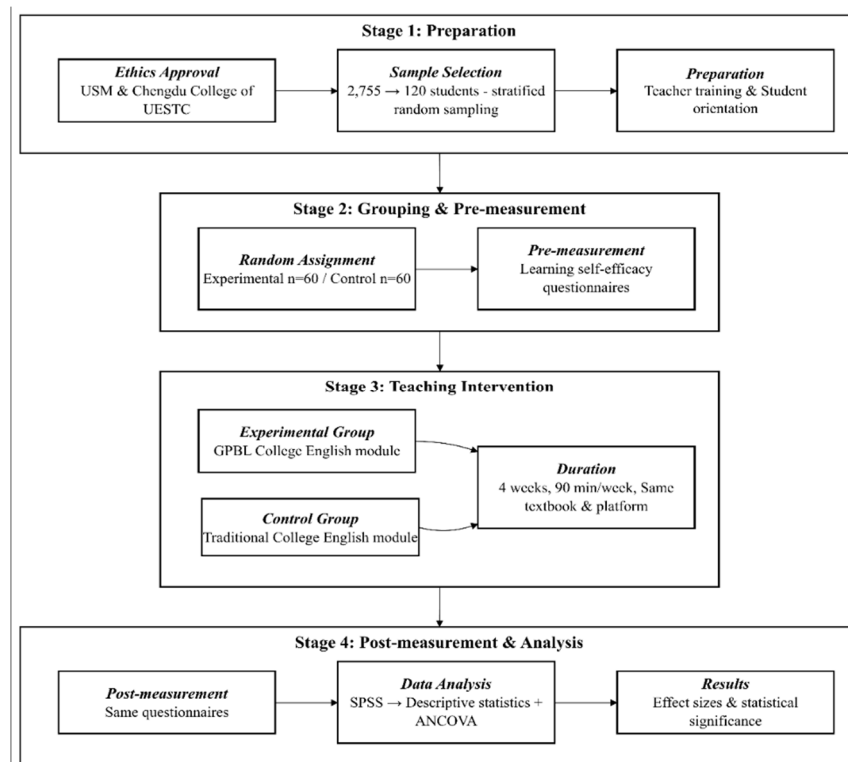 Stage 1: Preparation
Ethics Approval
USM & Chengdu College of
UESTC
Sample Selection
2,755 → 120 students - stratified
random sampling
Preparation
Teacher training & Student
orientation
Stage 2: Grouping & Pre-measurement
Random Assignment
Experimental n=60 / Control n=60
Pre-measurement
Learning self-efficacy
questionnaires
Stage 3: Teaching Intervention
Experimental Group
GPBL College English module
Control Group
Traditional College English module
Duration
4 weeks, 90 min/week, Same
textbook & platform
Stage 4: Post-measurement & Analysis
Post-measurement
Same questionnaires
Data Analysis
SPSS → Descriptive statistics +
ANCOVA
Results
Effect sizes & statistical
significance